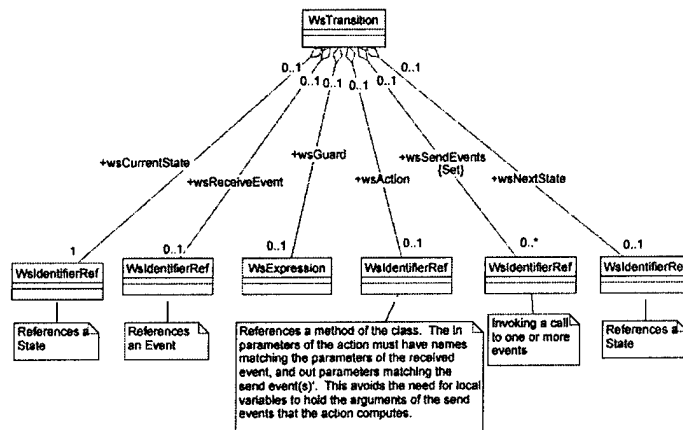 WsTransition
0..1 0..1 0..1 0..1 0..1 0..1
+wsCurrentState
+wsReceiveEvent
+wsGuard
+wsAction
+wsSendEvents
{Set}
+wsNextState
1 0..1. 0..1 0..1 0..* 0..1
WsIdentifierRef
WsIdentifierRef
WsExpression
WsIdentifierRef
WsIdentifierRef
WsIdentifierRef
References a
State
References
an Event
References a method of the class. The In
parameters of the action must have names
matching the parameters of the received
event, and out parameters matching the
send event(s)'. This avoids the need for local
variables to hold the arguments of the send
events that the action computes.
Invoking a call
to one or more
events
References a
State